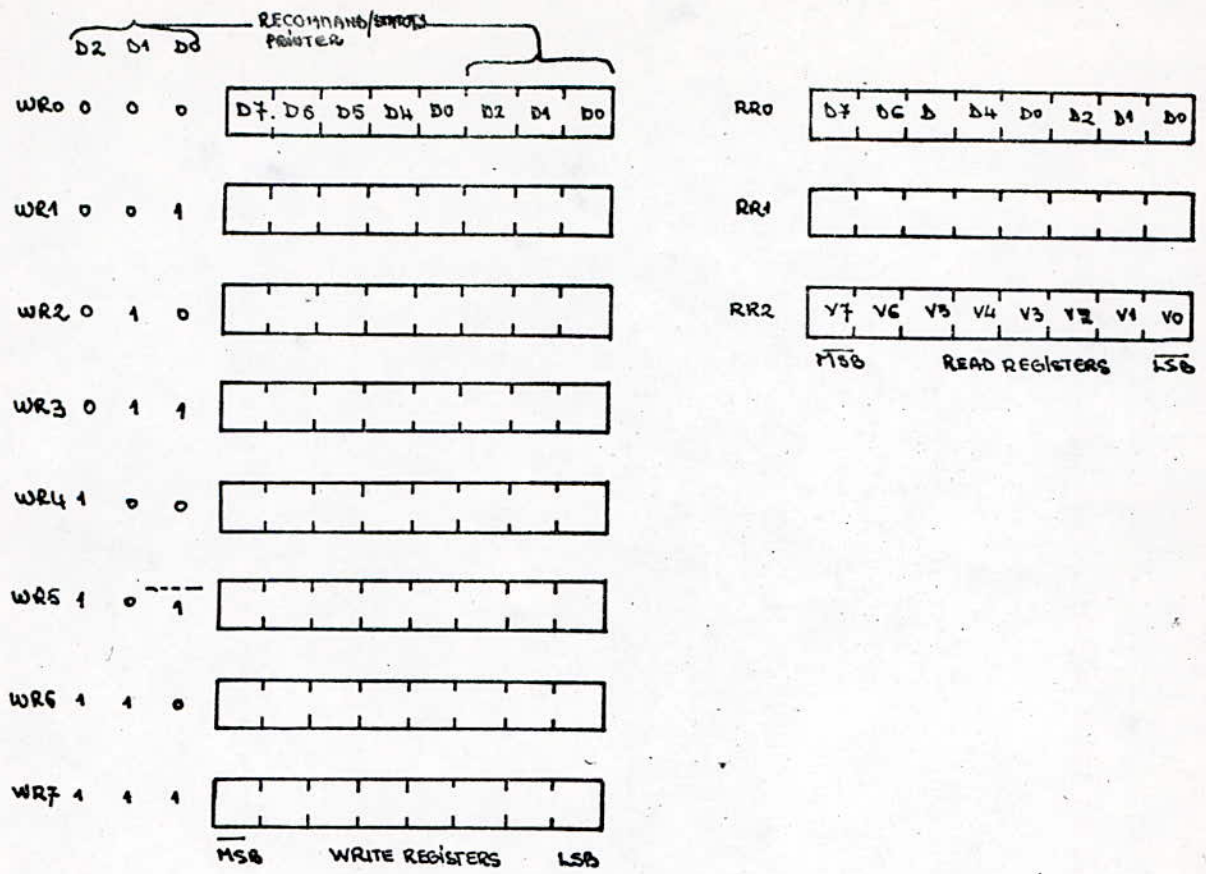 RECOMMAND/STATUS
PRINTER
D2 D1 D0
WR0 0 0 0 D7. D6 D5 D4 D0 D2 D1 D0
WR1 0 0 1
WR2 0 1 0
WR3 0 1 1
WR4 1 0 0
WR5 1 0 1
WR6 1 1 0
WR7 1 1 1
MSB WRITE REGISTERS LSB
RR0 D7 D6 D D4 D0 D2 D1 D0
RR1
RR2 V7 V6 V5 V4 V3 V2 V1 V0
MSB READ REGISTERS LSB